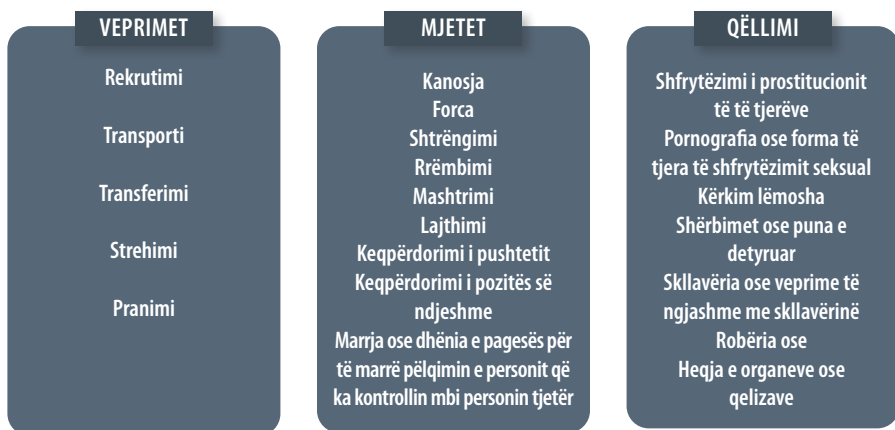 VEPRIMET
Rekrutimi
Transporti
Transferimi
Strehimi
Pranimi
MJETET
Kanosja
Forca
Shtrëngimi
Rrëmbimi
Mashtrimi
Lajthimi
Keqpërdorimi i pushtetit
Keqpërdorimi i pozitës së
ndjeshme
Marrja ose dhënia e pagesës për
të marrë pëlqimin e personit që
ka kontrollin mbi personin tjetër
QËLLIMI
Shfrytëzimi i prostitucionit
të të tjerëve
Pornografia ose forma të
tjera të shfrytëzimit seksual
Kërkim lëmosha
Shërbimet ose puna e
detyruar
Skllavëria ose veprime të
ngjashme me skllavërinë
Robëria ose
Heqja e organeve ose
qelizave